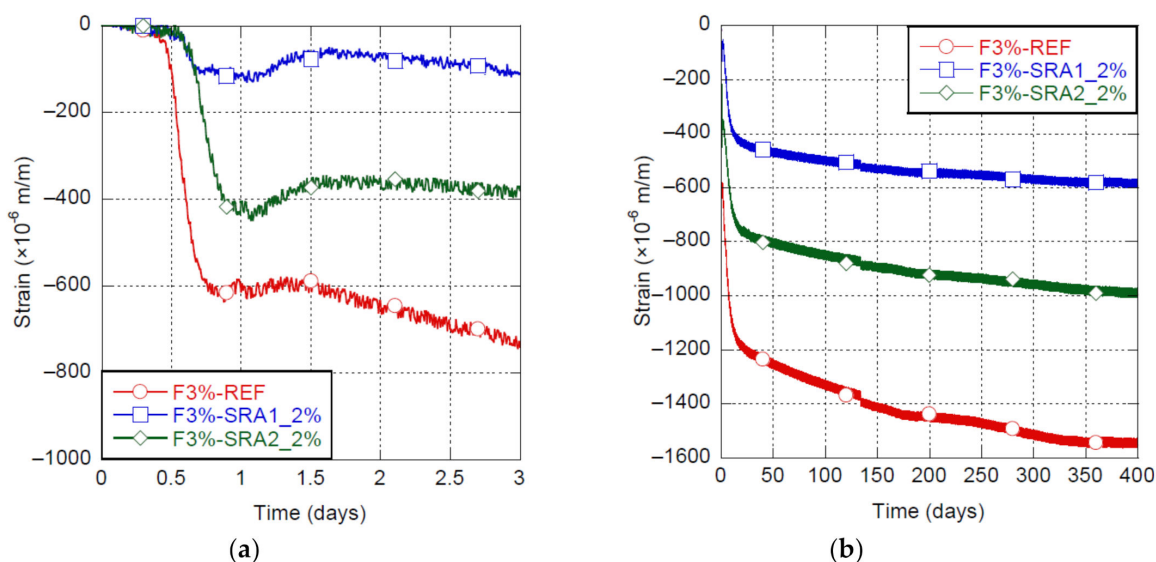 0
−200
−400
−600
−800
−1000
Strain (×10⁻⁶ m/m)
F3%-REF
F3%-SRA1_2%
F3%-SRA2_2%
0 0.5 1 1.5 2 2.5 3
Time (days)
(a)
0
−200
−400
−600
−800
−1000
−1200
−1400
−1600
Strain (×10⁻⁶ m/m)
F3%-REF
F3%-SRA1_2%
F3%-SRA2_2%
0 50 100 150 200 250 300 350 400
Time (days)
(b)